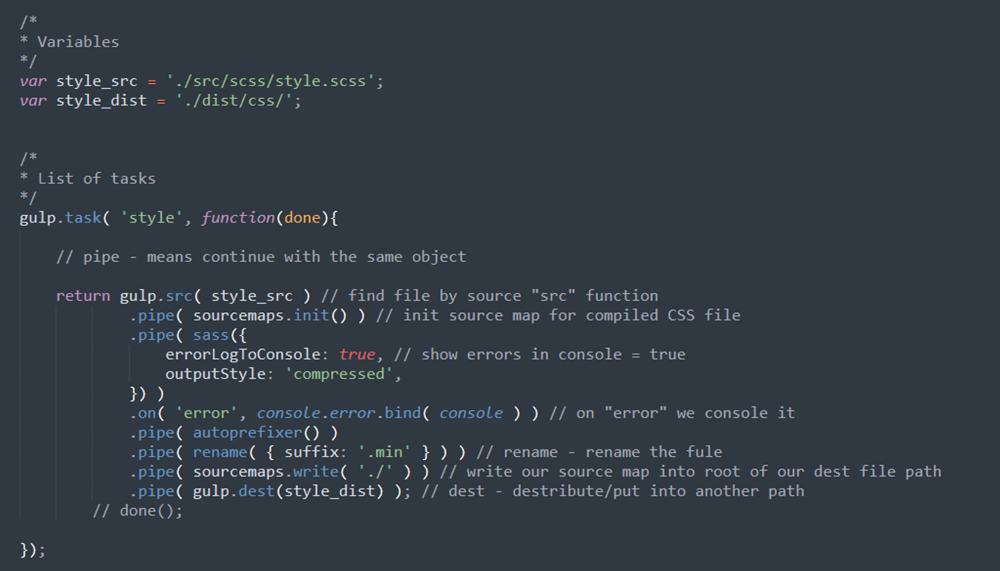 /*
* Variables
*/
var style_src = './src/scss/style.scss';
var style_dist = './dist/css/';
/*
* List of tasks
*/
gulp.task( 'style', function(done){
// pipe - means continue with the same object
return gulp.src( style_src ) // find file by source "src" function
.pipe( sourcemaps.init() ) // init source map for compiled CSS file
.pipe( sass({
errorLogToConsole: true, // show errors in console = true
outputStyle: 'compressed',
}) )
.on( 'error', console.error.bind( console ) ) // on "error" we console it
.pipe( autoprefixer() )
.pipe( rename( { suffix: '.min' } ) ) // rename - rename the fule
.pipe( sourcemaps.write( './' ) ) // write our source map into root of our dest file path
.pipe( gulp.dest(style_dist) ); // dest - destribute/put into another path
// done();
});